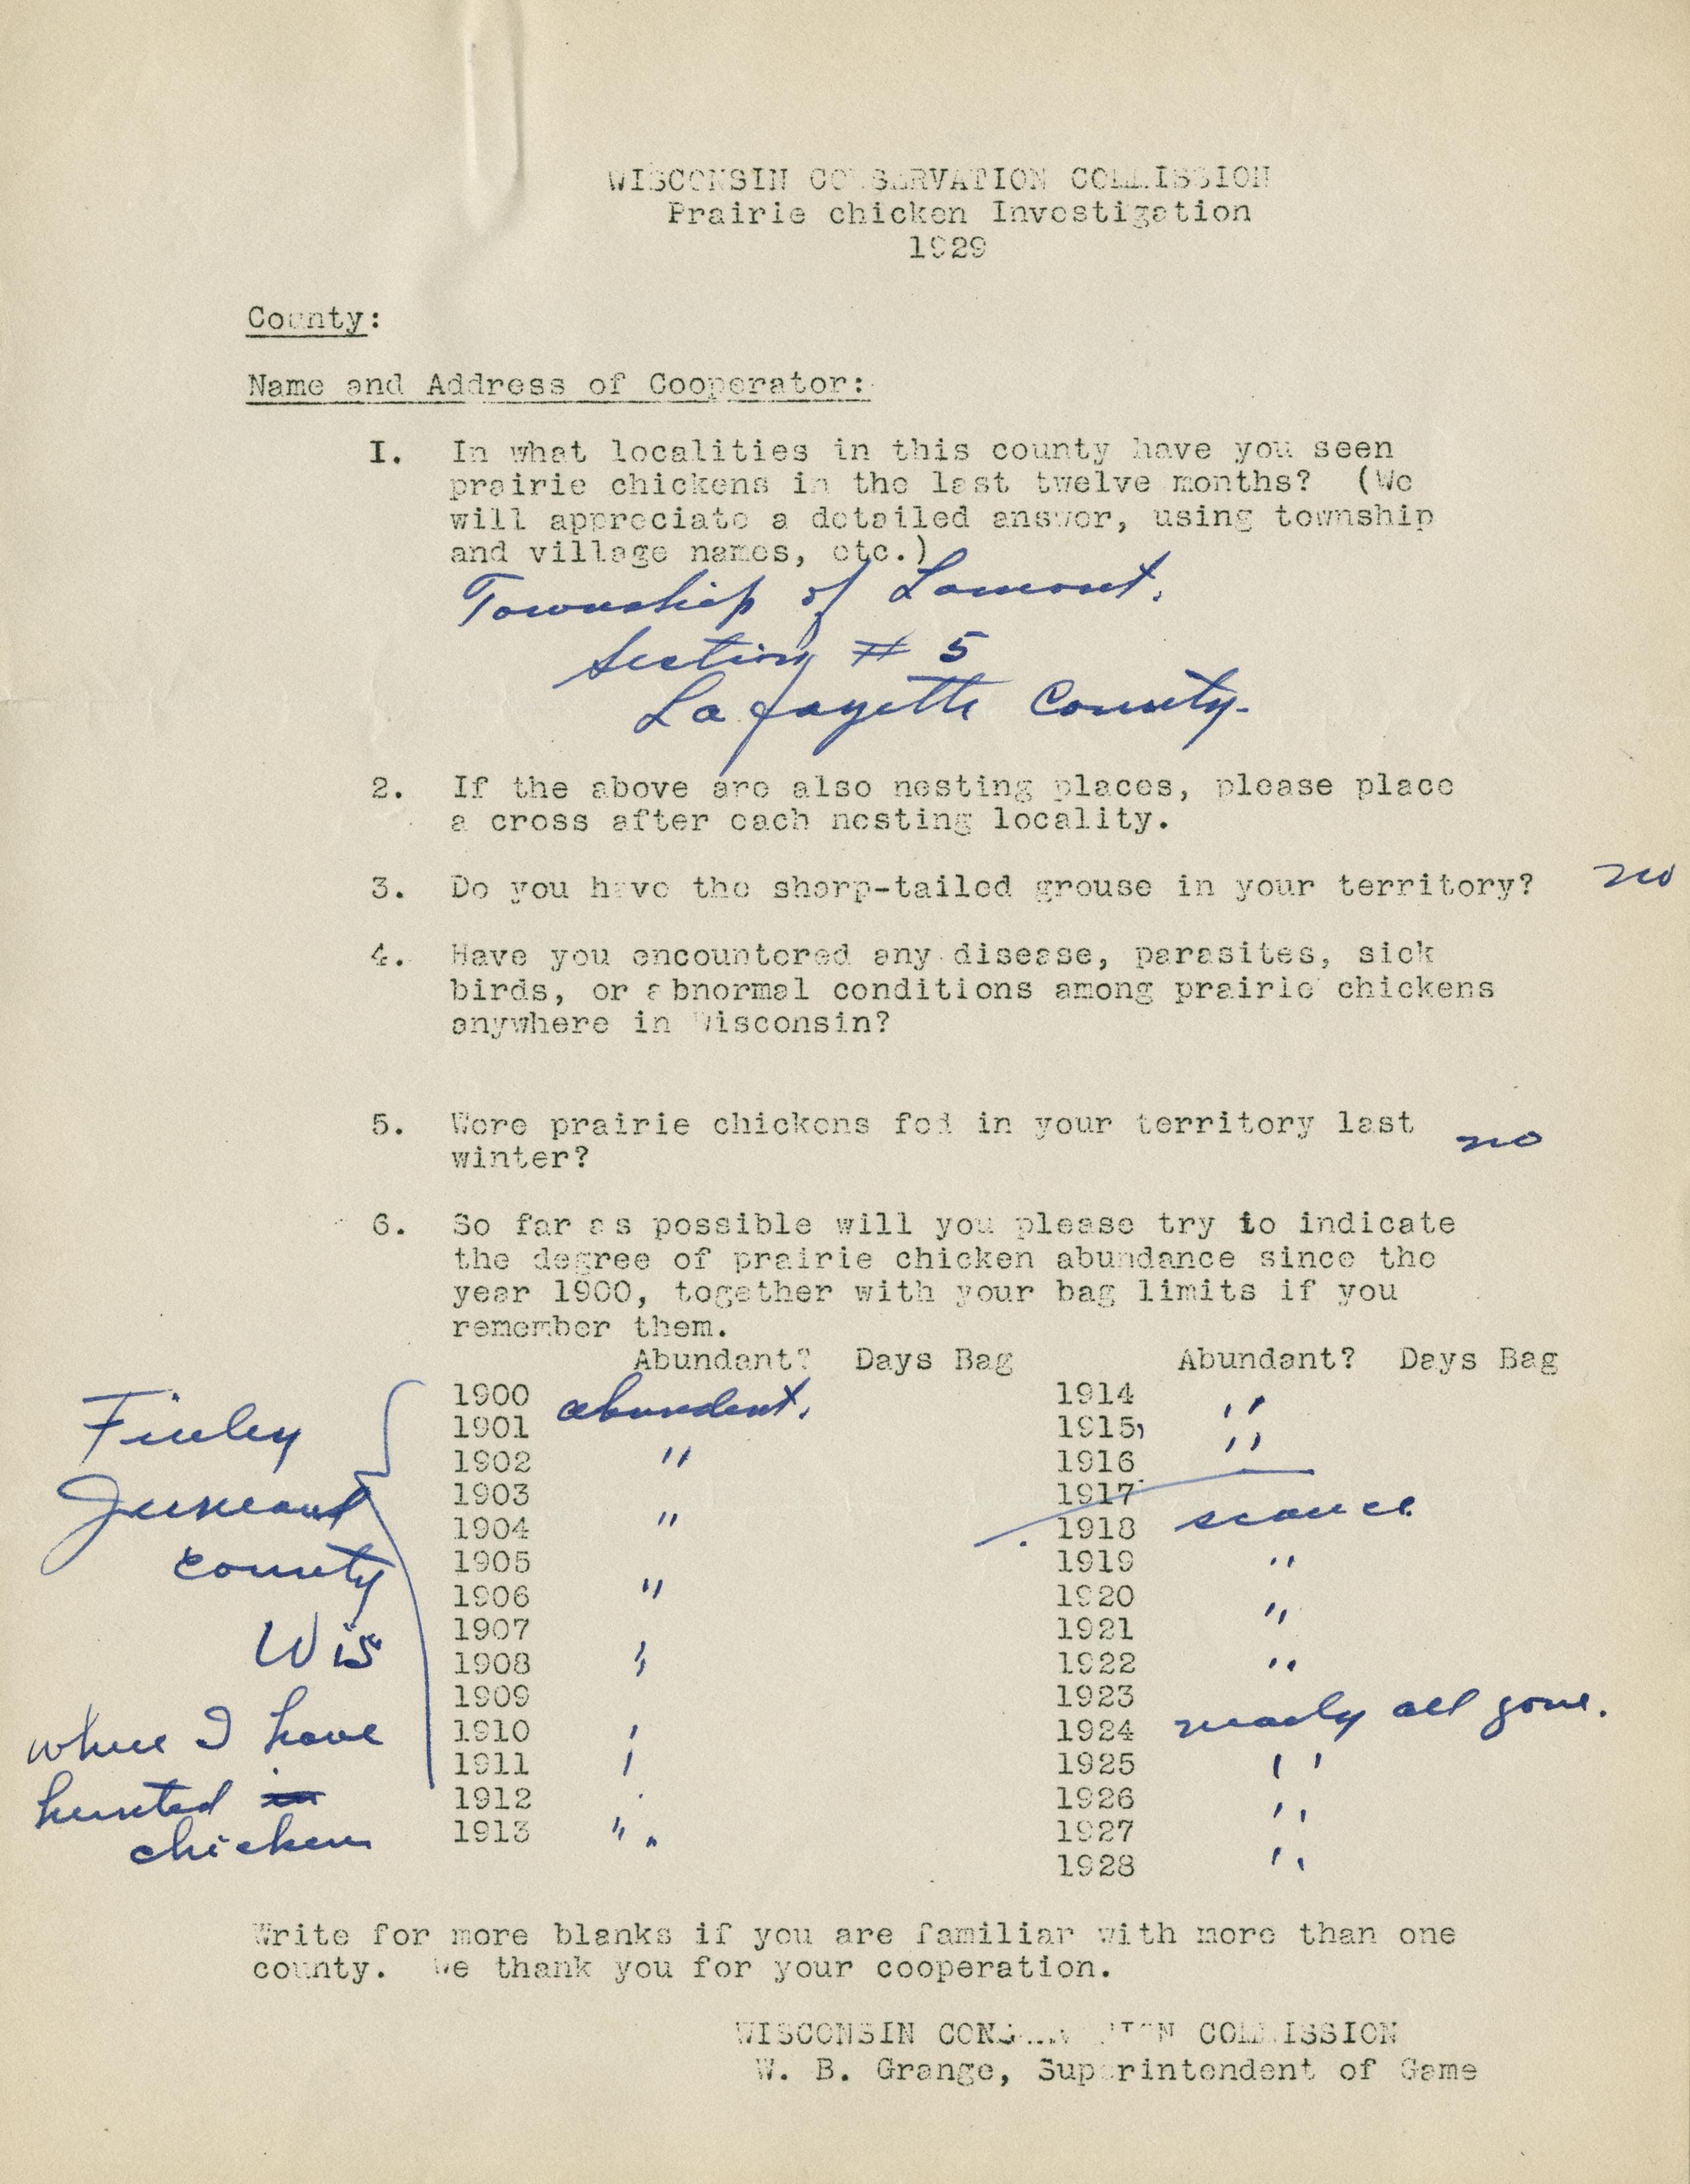 WISCONSIN CONSERVATION COMMISSION
Prairie chicken Investigation
1929
County:
Name and Address of Cooperator:
I. In what localities in this county have you seen
prairie chickens in the last twelve months? (We
will appreciate a detailed answer, using township
and village names, etc.)
Township of Lamont.
Section # 5
La fayette County.
2. If the above are also nesting places, please place
a cross after each nesting locality.
3. Do you have the sharp-tailed grouse in your territory? no
4. Have you encountered any disease, parasites, sick
birds, or abnormal conditions among prairie chickens
anywhere in Wisconsin?
5. Were prairie chickens fed in your territory last no
winter?
6. So far as possible will you please try to indicate
the degree of prairie chicken abundance since the
year 1900, together with your bag limits if you
remember them.
Abundant? Days Bag Abundant? Days Bag
1900 abundent. 1914 "
Finley 1901 1915 "
1902 " 1916
Juneau 1903 1917
1904 " 1918 scarce
county 1905 1919 "
1906 " 1920 "
1907 1921
Wis 1908 " 1922 "
1909 1923
where I have 1910 " 1924 nearly all gone.
1911 1925 "
hunted 1912 1926 "
chicken 1913 " " 1927
1928 "
Write for more blanks if you are familiar with more than one
county. We thank you for your cooperation.
WISCONSIN CONSERVATION COMMISSION
W. B. Grange, Superintendent of Game